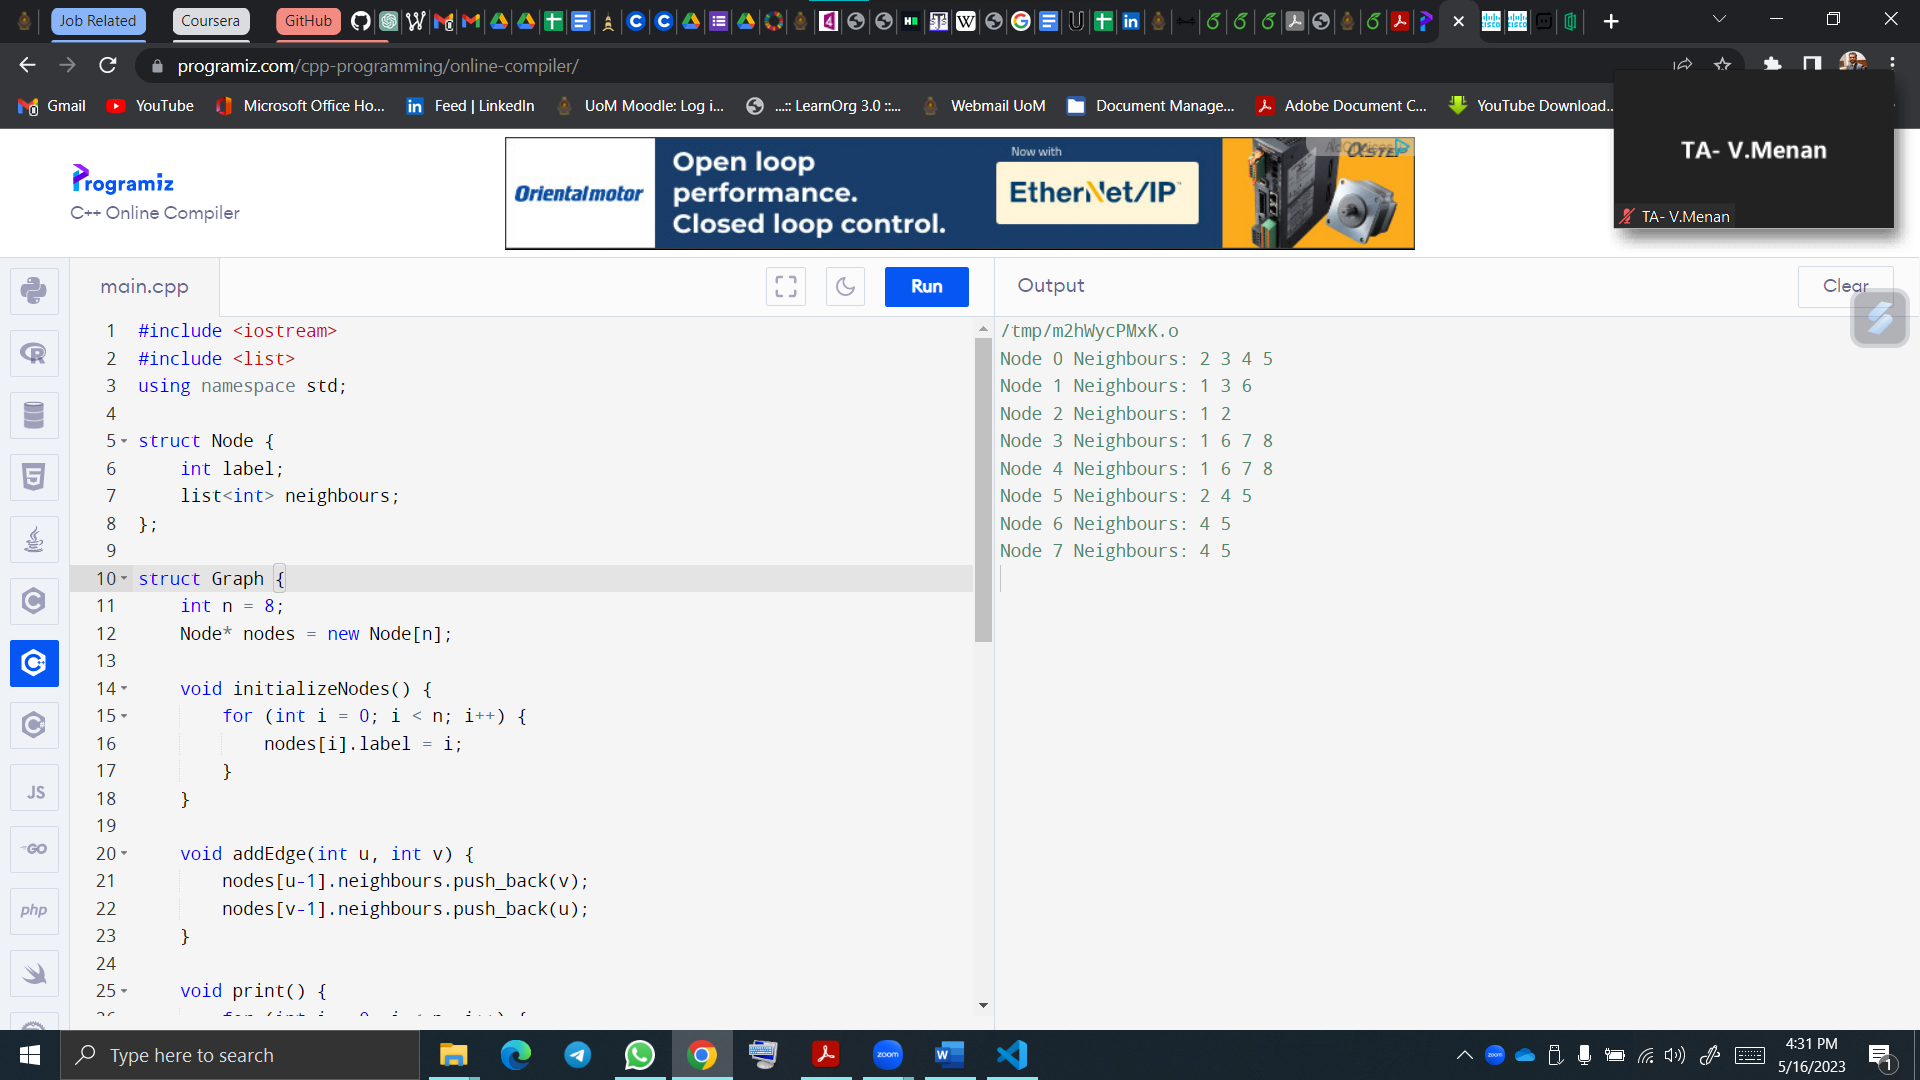 Job Related
Coursera
GitHub
programiz.com/cpp-programming/online-compiler/
Gmail
YouTube
Microsoft Office Ho...
Feed | LinkedIn
UoM Moodle: Log i...
...:: LearnOrg 3.0 ::...
Webmail UoM
Document Manage...
Adobe Document C...
YouTube Download...
TA- V.Menan
TA- V.Menan
Programiz
C++ Online Compiler
Orientalmotor
Open loop
performance.
Closed loop control.
Now with
EtherNet/IP™
main.cpp
Run
Output
Clear
1 #include <iostream>
2 #include <list>
3 using namespace std;
4
5 struct Node {
6 int label;
7 list<int> neighbours;
8 };
9
10 struct Graph {
11 int n = 8;
12 Node* nodes = new Node[n];
13
14 void initializeNodes() {
15 for (int i = 0; i < n; i++) {
16 nodes[i].label = i;
17 }
18 }
19
20 void addEdge(int u, int v) {
21 nodes[u-1].neighbours.push_back(v);
22 nodes[v-1].neighbours.push_back(u);
23 }
24
25 void print() {
26 for (int i = 0; i < n; i++) {
/tmp/m2hWycPMxK.o
Node 0 Neighbours: 2 3 4 5
Node 1 Neighbours: 1 3 6
Node 2 Neighbours: 1 2
Node 3 Neighbours: 1 6 7 8
Node 4 Neighbours: 1 6 7 8
Node 5 Neighbours: 2 4 5
Node 6 Neighbours: 4 5
Node 7 Neighbours: 4 5
JS
GO
php
Type here to search
zoom
4:31 PM
5/16/2023
1